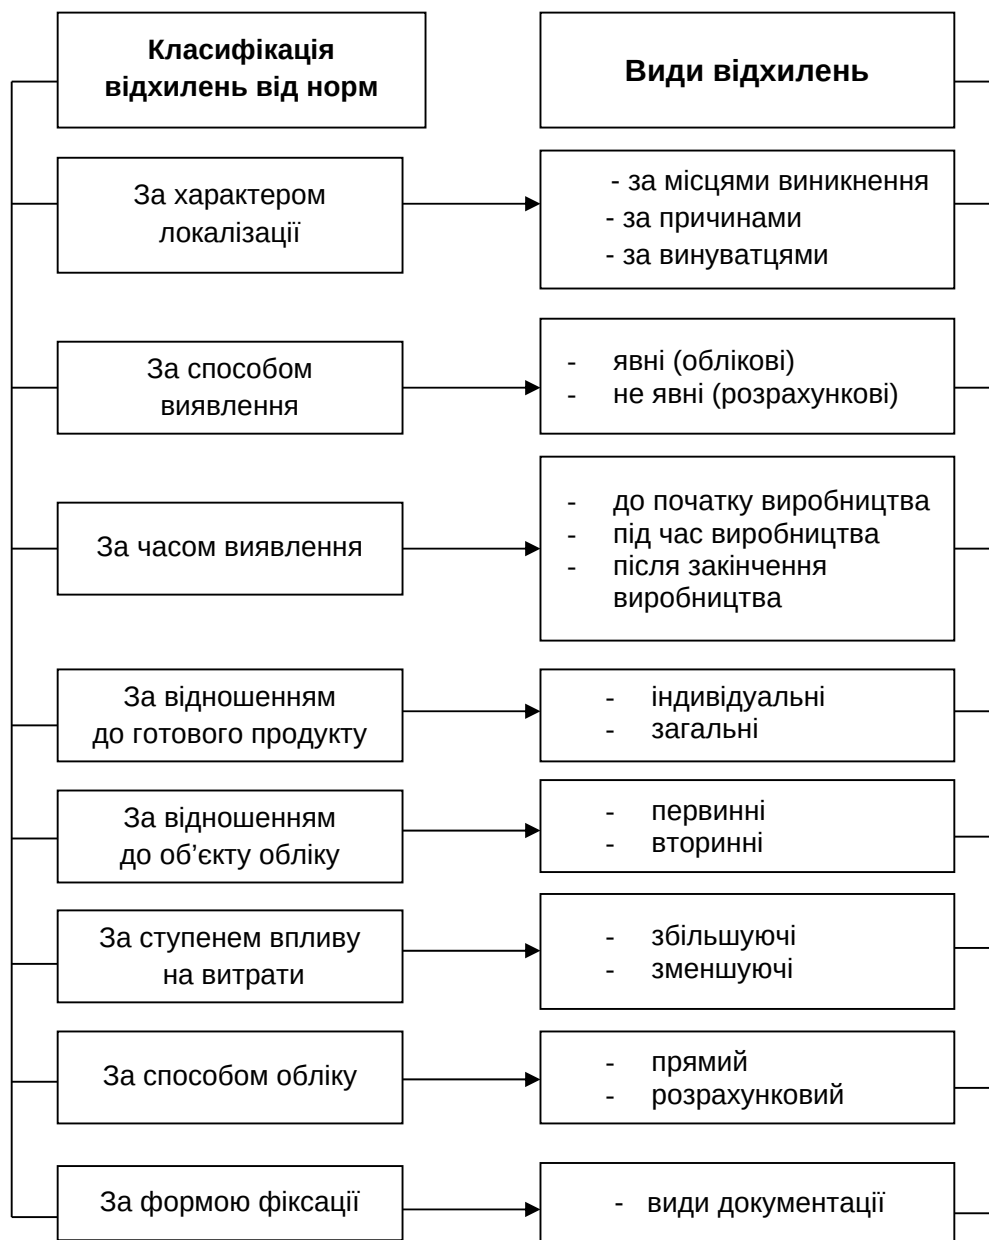 Класифікація
відхилень від норм
Види відхилень
За характером
локалізації
- за місцями виникнення
- за причинами
- за винуватцями
За способом
виявлення
- явні (облікові)
- не явні (розрахункові)
За часом виявлення
- до початку виробництва
- під час виробництва
- після закінчення
виробництва
За відношенням
до готового продукту
- індивідуальні
- загальні
За відношенням
до об’єкту обліку
- первинні
- вторинні
За ступенем впливу
на витрати
- збільшуючі
- зменшуючі
За способом обліку
- прямий
- розрахунковий
За формою фіксації
- види документації